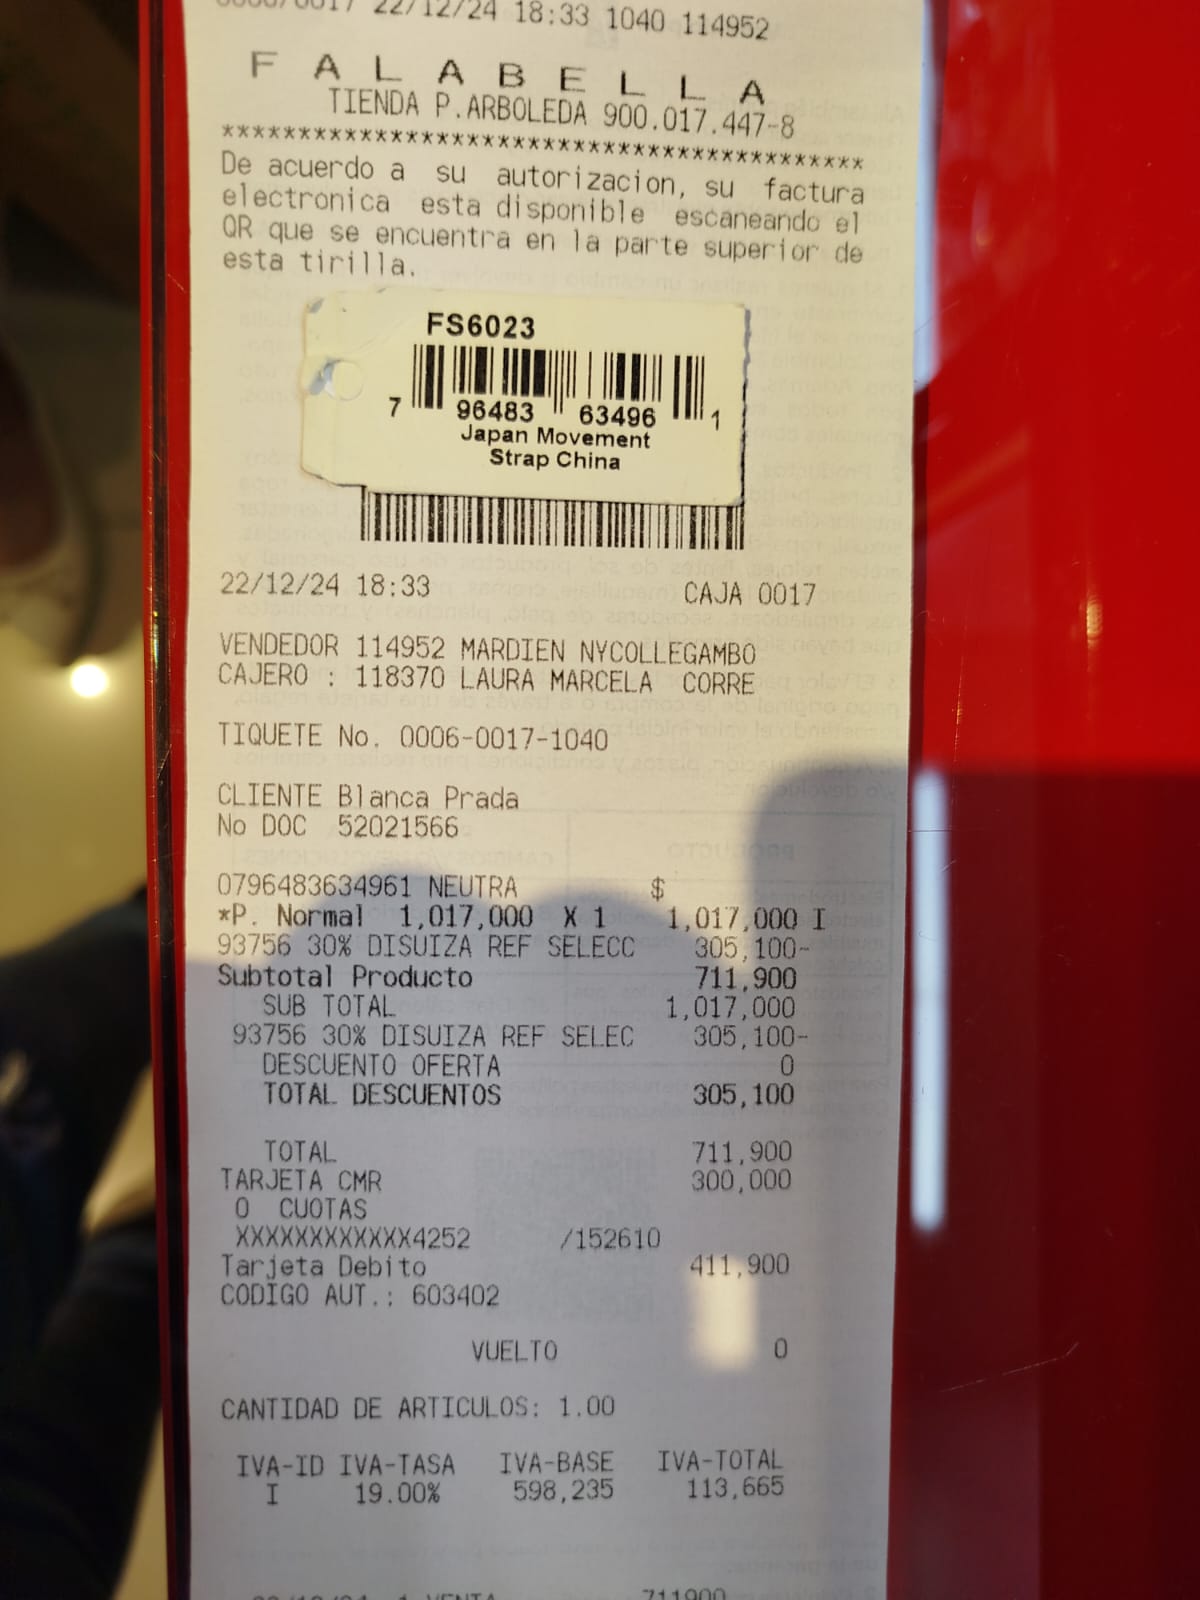 22/12/24 18:33 1040 114952
FALABELLA
TIENDA P.ARBOLEDA 900.017.447-8
******************************************
De acuerdo a su autorizacion, su factura
electronica esta disponible escaneando el
QR que se encuentra en la parte superior de
esta tirilla.
FS6023
7 96483 63496 1
Japan Movement
Strap China
22/12/24 18:33 CAJA 0017
VENDEDOR 114952 MARDIEN NYCOLLEGAMBO
CAJERO : 118370 LAURA MARCELA CORRE
TIQUETE No. 0006-0017-1040
CLIENTE Blanca Prada
No DOC 52021566
0796483634961 NEUTRA $
*P. Normal 1,017,000 X 1 1,017,000 I
93756 30% DISUIZA REF SELECC 305,100-
Subtotal Producto 711,900
SUB TOTAL 1,017,000
93756 30% DISUIZA REF SELEC 305,100-
DESCUENTO OFERTA 0
TOTAL DESCUENTOS 305,100
TOTAL 711,900
TARJETA CMR 300,000
0 CUOTAS
XXXXXXXXXXXX4252 /152610
Tarjeta Debito 411,900
CODIGO AUT.: 603402
VUELTO 0
CANTIDAD DE ARTICULOS: 1.00
IVA-ID IVA-TASA IVA-BASE IVA-TOTAL
I 19.00% 598,235 113,665
VENTA 711900